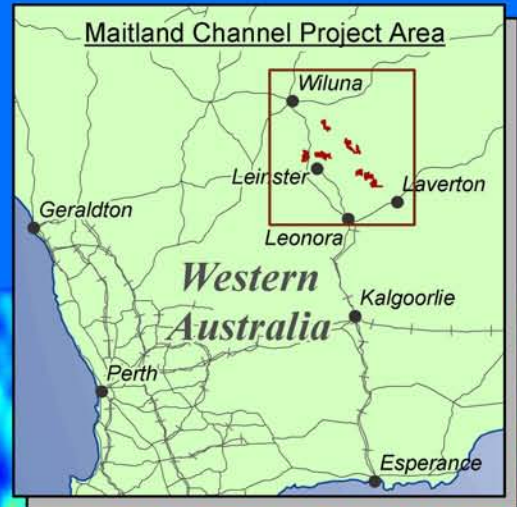 Maitland Channel Project Area
Wiluna
Leinster
Laverton
Geraldton
Leonora
Western
Australia
Kalgoorlie
Perth
Esperance